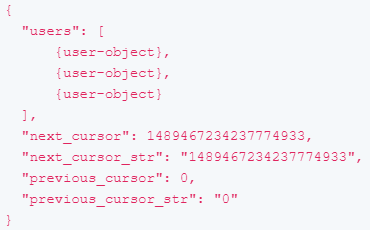 {
  "users": [
      {user-object},
      {user-object},
      {user-object}
  ],
  "next_cursor": 1489467234237774933,
  "next_cursor_str": "1489467234237774933",
  "previous_cursor": 0,
  "previous_cursor_str": "0"
}